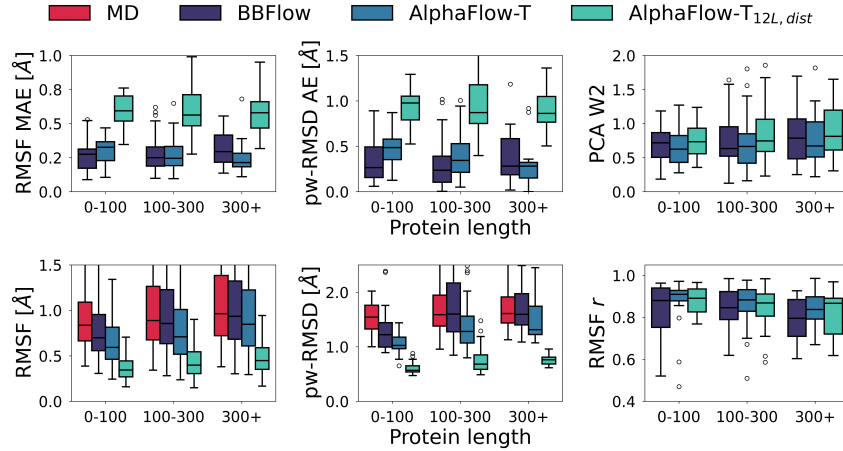 MD BBFlow AlphaFlow-T AlphaFlow-T12L, dist
RMSF MAE [Å]
1.0
0.8
0.5
0.2
0.0
0-100 100-300 300+
pw-RMSD AE [Å]
1.5
1.0
0.5
0.0
0-100 100-300 300+
Protein length
PCA W2
2.0
1.5
1.0
0.5
0.0
0-100 100-300 300+
RMSF [Å]
1.5
1.0
0.5
0.0
0-100 100-300 300+
pw-RMSD [Å]
2.0
1.0
0.0
0-100 100-300 300+
Protein length
RMSF r
1.0
0.8
0.6
0.4
0-100 100-300 300+